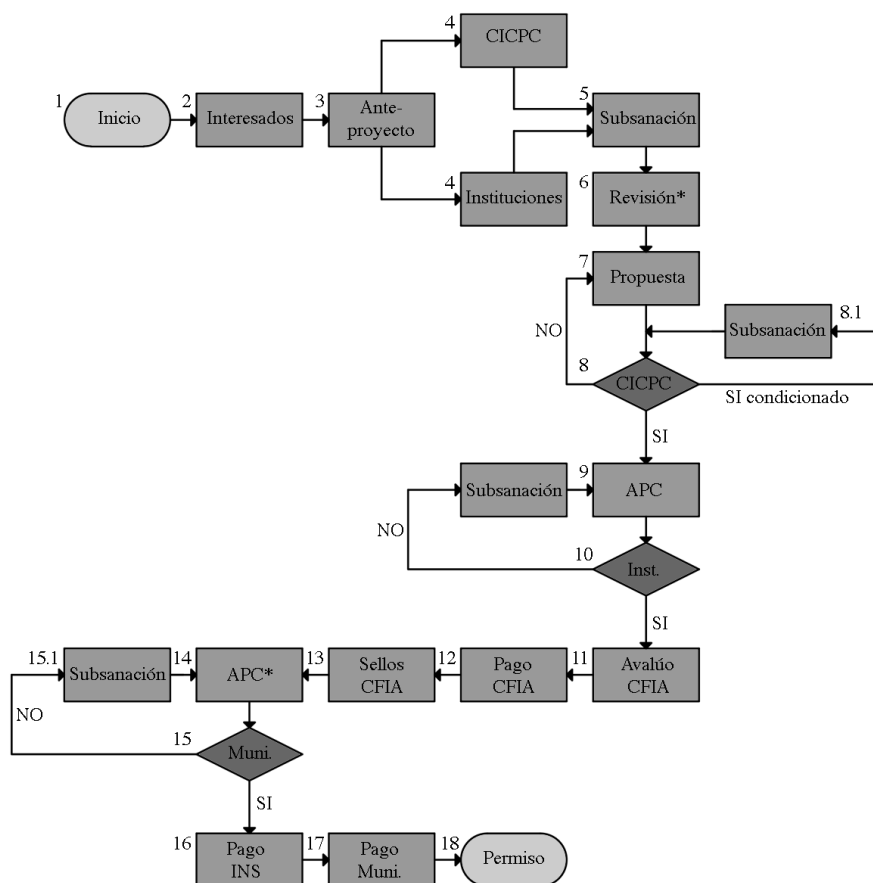 4
CICPC
1
Inicio
2
Interesados
3
Ante-
proyecto
5
Subsanación
4
Instituciones
6
Revisión*
7
Propuesta
NO
Subsanación
8.1
8
CICPC
SI condicionado
SI
Subsanación
9
APC
NO
10
Inst.
SI
15.1
Subsanación
14
APC*
13
Sellos
CFIA
12
Pago
CFIA
11
Avalúo
CFIA
NO
15
Muni.
SI
16
Pago
INS
17
Pago
Muni.
18
Permiso